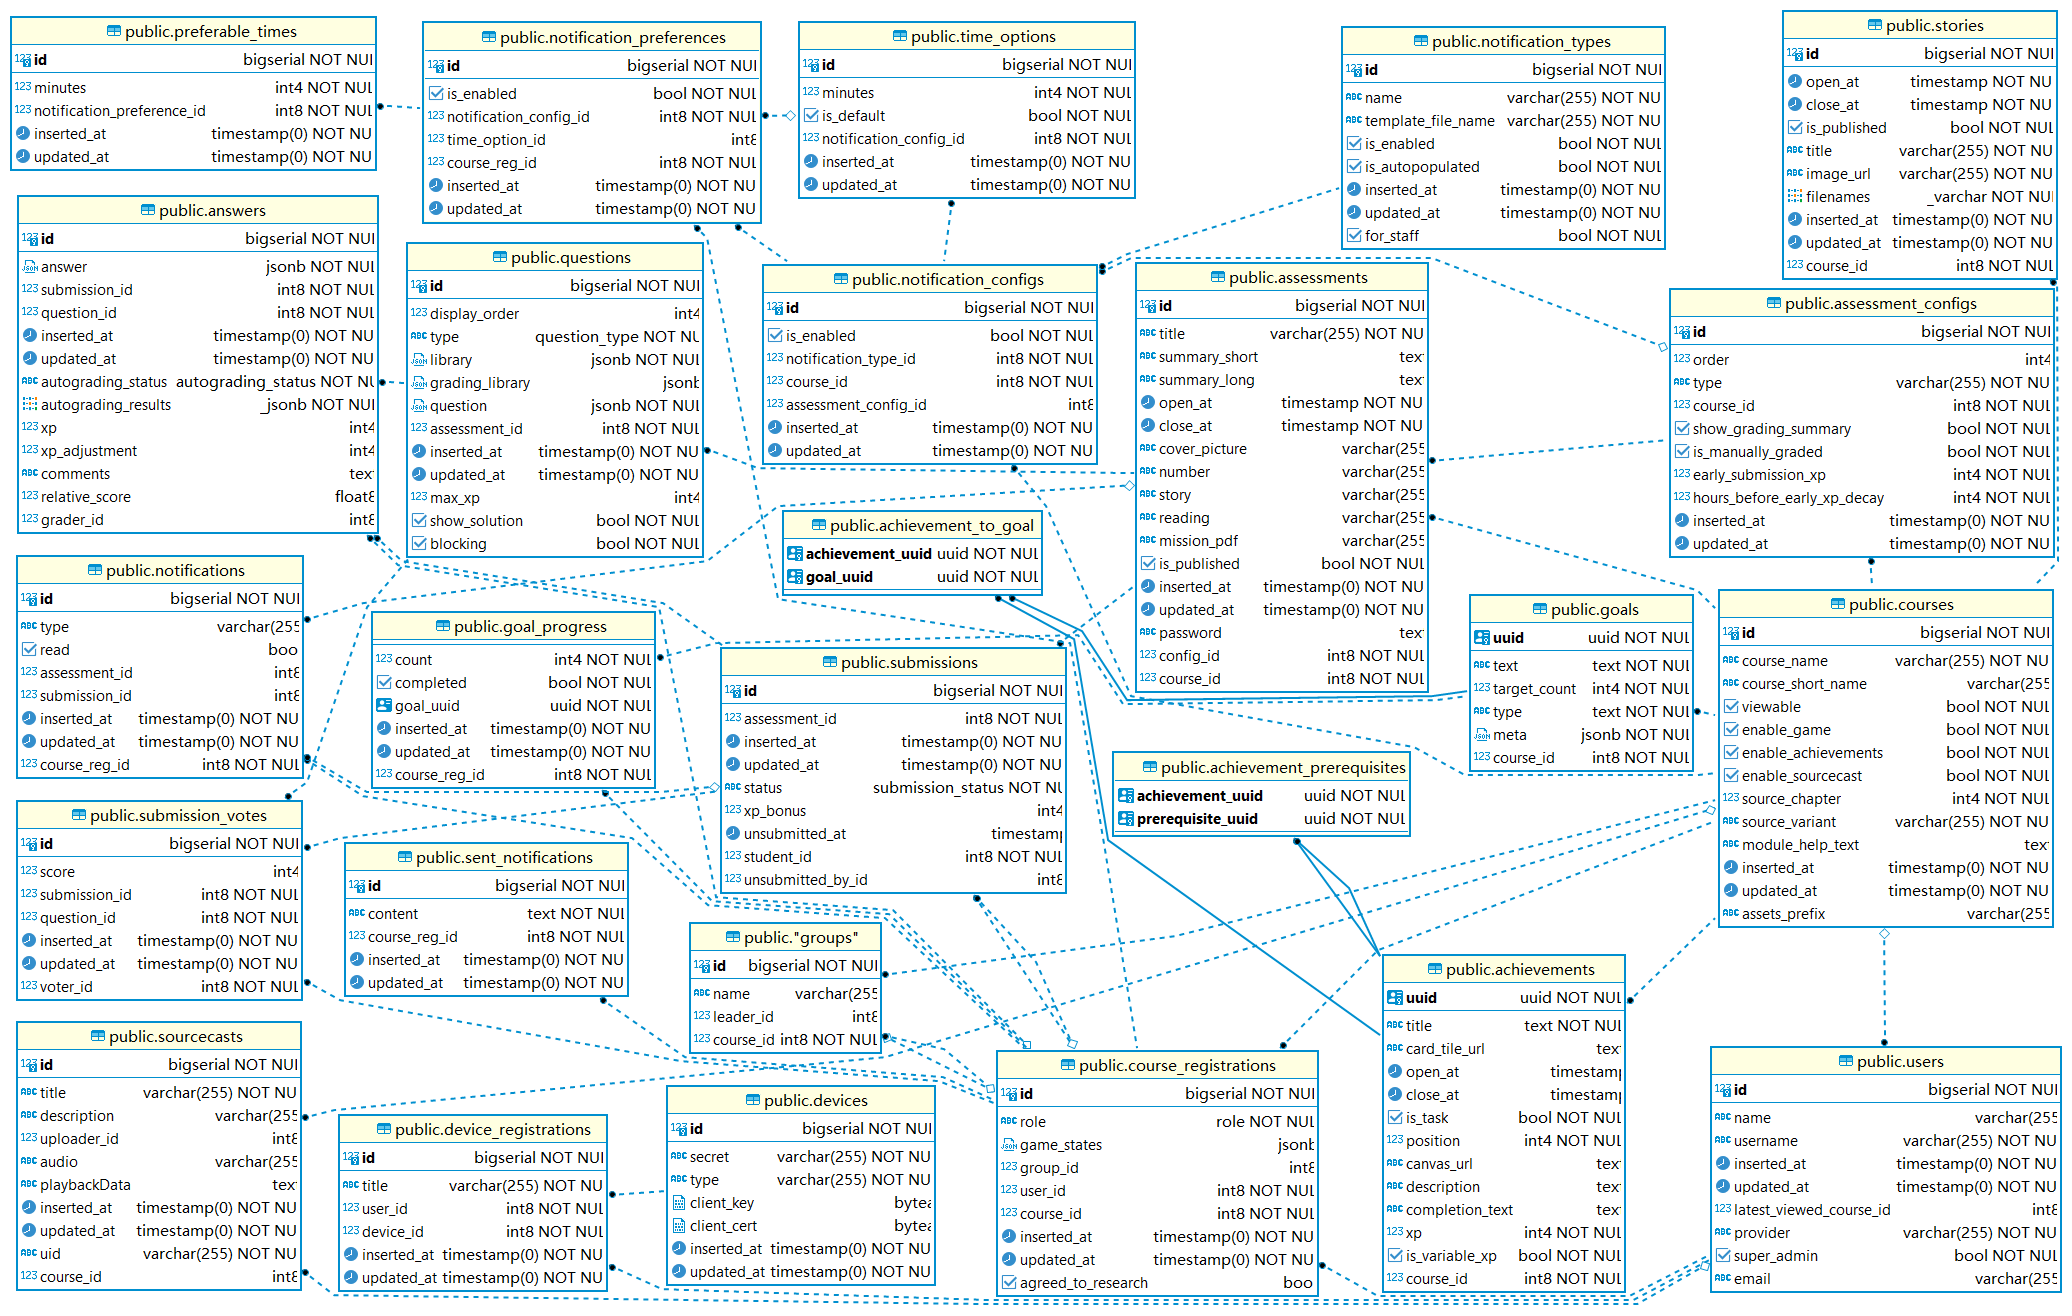 public.preferable_times
id bigserial NOT NUI
minutes int4 NOT NUL
notification_preference_id int8 NOT NUL
inserted_at timestamp(0) NOT NU
updated_at timestamp(0) NOT NU
public.notification_preferences
id bigserial NOT NUI
is_enabled bool NOT NUL
notification_config_id int8 NOT NUL
time_option_id int8
course_reg_id int8 NOT NUL
inserted_at timestamp(0) NOT NU
updated_at timestamp(0) NOT NU
public.time_options
id bigserial NOT NUI
minutes int4 NOT NUL
is_default bool NOT NUL
notification_config_id int8 NOT NUL
inserted_at timestamp(0) NOT NU
updated_at timestamp(0) NOT NU
public.notification_types
id bigserial NOT NUI
name varchar(255) NOT NU
template_file_name varchar(255) NOT NU
is_enabled bool NOT NUL
is_autopopulated bool NOT NUL
inserted_at timestamp(0) NOT NU
updated_at timestamp(0) NOT NU
for_staff bool NOT NUL
public.stories
id bigserial NOT NUI
open_at timestamp NOT NU
close_at timestamp NOT NU
is_published bool NOT NUL
title varchar(255) NOT NU
image_url varchar(255) NOT NU
filenames _varchar NOT NU
inserted_at timestamp(0) NOT NU
updated_at timestamp(0) NOT NU
course_id int8 NOT NUL
public.answers
id bigserial NOT NUI
answer jsonb NOT NUL
submission_id int8 NOT NUL
question_id int8 NOT NUL
inserted_at timestamp(0) NOT NU
updated_at timestamp(0) NOT NU
autograding_status autograding_status NOT NU
autograding_results _jsonb NOT NUL
xp int4
xp_adjustment int4
comments text
relative_score float8
grader_id int8
public.questions
id bigserial NOT NUI
display_order int4
type question_type NOT NU
library jsonb NOT NUL
grading_library jsonb
question jsonb NOT NUL
assessment_id int8 NOT NUL
inserted_at timestamp(0) NOT NU
updated_at timestamp(0) NOT NU
max_xp int4
show_solution bool NOT NUL
blocking bool NOT NUL
public.notification_configs
id bigserial NOT NUI
is_enabled bool NOT NUL
notification_type_id int8 NOT NUL
course_id int8 NOT NUL
assessment_config_id int8
inserted_at timestamp(0) NOT NU
updated_at timestamp(0) NOT NU
public.assessments
id bigserial NOT NUI
title varchar(255) NOT NU
summary_short text
summary_long text
open_at timestamp NOT NU
close_at timestamp NOT NU
cover_picture varchar(255
number varchar(255
story varchar(255
reading varchar(255
mission_pdf varchar(255
is_published bool NOT NUL
inserted_at timestamp(0) NOT NU
updated_at timestamp(0) NOT NU
password text
config_id int8 NOT NUL
course_id int8 NOT NUL
public.assessment_configs
id bigserial NOT NUI
order int4
type varchar(255) NOT NU
course_id int8 NOT NUL
show_grading_summary bool NOT NUL
is_manually_graded bool NOT NUL
early_submission_xp int4 NOT NUL
hours_before_early_xp_decay int4 NOT NUL
inserted_at timestamp(0) NOT NU
updated_at timestamp(0) NOT NU
public.achievement_to_goal
achievement_uuid uuid NOT NUL
goal_uuid uuid NOT NUL
public.notifications
id bigserial NOT NUI
type varchar(255
read boo
assessment_id int8
submission_id int8
inserted_at timestamp(0) NOT NU
updated_at timestamp(0) NOT NU
course_reg_id int8 NOT NUL
public.goal_progress
count int4 NOT NUL
completed bool NOT NUL
goal_uuid uuid NOT NUL
inserted_at timestamp(0) NOT NU
updated_at timestamp(0) NOT NU
course_reg_id int8 NOT NUL
public.submissions
id bigserial NOT NUI
assessment_id int8 NOT NUL
inserted_at timestamp(0) NOT NU
updated_at timestamp(0) NOT NU
status submission_status NOT NU
xp_bonus int4
unsubmitted_at timestamp
student_id int8 NOT NUL
unsubmitted_by_id int8
public.goals
uuid uuid NOT NUL
text text NOT NUL
target_count int4 NOT NUL
type text NOT NUL
meta jsonb NOT NUL
course_id int8 NOT NUL
public.courses
id bigserial NOT NUI
course_name varchar(255) NOT NU
course_short_name varchar(255
viewable bool NOT NUL
enable_game bool NOT NUL
enable_achievements bool NOT NUL
enable_sourcecast bool NOT NUL
source_chapter int4 NOT NUL
source_variant varchar(255) NOT NU
module_help_text text
inserted_at timestamp(0) NOT NU
updated_at timestamp(0) NOT NU
assets_prefix varchar(255
public.achievement_prerequisites
achievement_uuid uuid NOT NUL
prerequisite_uuid uuid NOT NUL
public.submission_votes
id bigserial NOT NUI
score int4
submission_id int8 NOT NUL
question_id int8 NOT NUL
inserted_at timestamp(0) NOT NU
updated_at timestamp(0) NOT NU
voter_id int8 NOT NUL
public.sent_notifications
id bigserial NOT NUI
content text NOT NUL
course_reg_id int8 NOT NUL
inserted_at timestamp(0) NOT NU
updated_at timestamp(0) NOT NU
public."groups"
id bigserial NOT NUI
name varchar(255
leader_id int8
course_id int8 NOT NUL
public.achievements
uuid uuid NOT NUL
title text NOT NUL
card_tile_url text
open_at timestamp
close_at timestamp
is_task bool NOT NUL
position int4 NOT NUL
canvas_url text
description text
completion_text text
xp int4 NOT NUL
is_variable_xp bool NOT NUL
course_id int8 NOT NUL
public.sourcecasts
id bigserial NOT NUI
title varchar(255) NOT NU
description varchar(255
uploader_id int8
audio varchar(255
playbackData text
inserted_at timestamp(0) NOT NU
updated_at timestamp(0) NOT NU
uid varchar(255) NOT NU
course_id int8
public.device_registrations
id bigserial NOT NUI
title varchar(255) NOT NU
user_id int8 NOT NUL
device_id int8 NOT NUL
inserted_at timestamp(0) NOT NU
updated_at timestamp(0) NOT NU
public.devices
id bigserial NOT NUI
secret varchar(255) NOT NU
type varchar(255) NOT NU
client_key bytea
client_cert bytea
inserted_at timestamp(0) NOT NU
updated_at timestamp(0) NOT NU
public.course_registrations
id bigserial NOT NUI
role role NOT NUL
game_states jsonb
group_id int8
user_id int8 NOT NUL
course_id int8 NOT NUL
inserted_at timestamp(0) NOT NU
updated_at timestamp(0) NOT NU
agreed_to_research boo
public.users
id bigserial NOT NUI
name varchar(255
username varchar(255) NOT NU
inserted_at timestamp(0) NOT NU
updated_at timestamp(0) NOT NU
latest_viewed_course_id int8
provider varchar(255) NOT NU
super_admin bool NOT NUL
email varchar(255